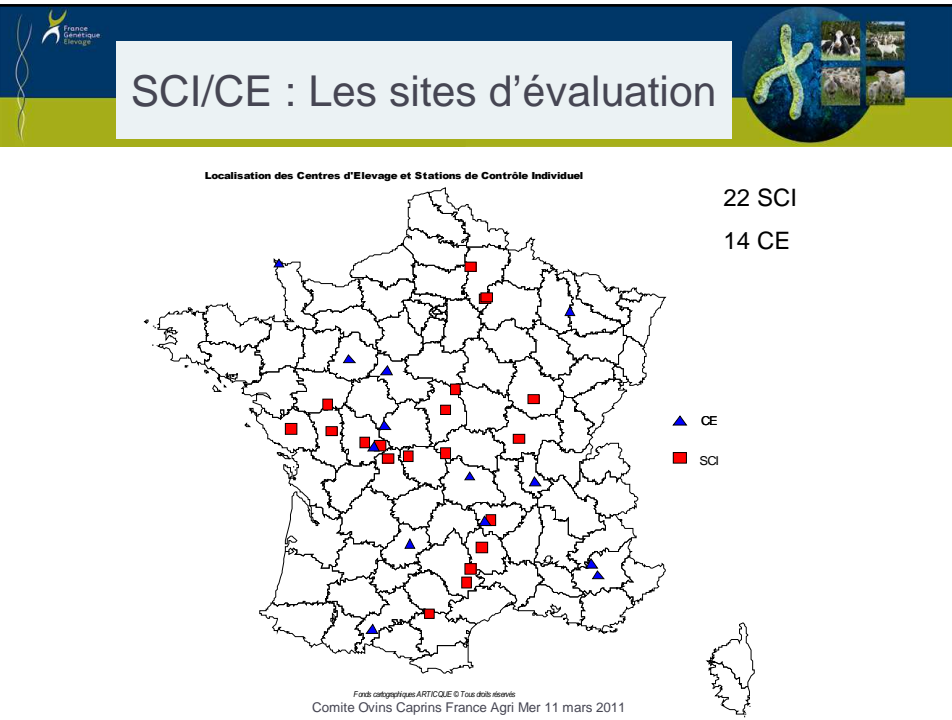 France
Génétique
Elevage
SCI/CE : Les sites d'évaluation
Localisation des Centres d'Elevage et Stations de Contrôle Individuel
22 SCI
14 CE
CE
SCI
Fonds cartographiques ARTICQUE © Tous droits réservés
Comite Ovins Caprins France Agri Mer 11 mars 2011